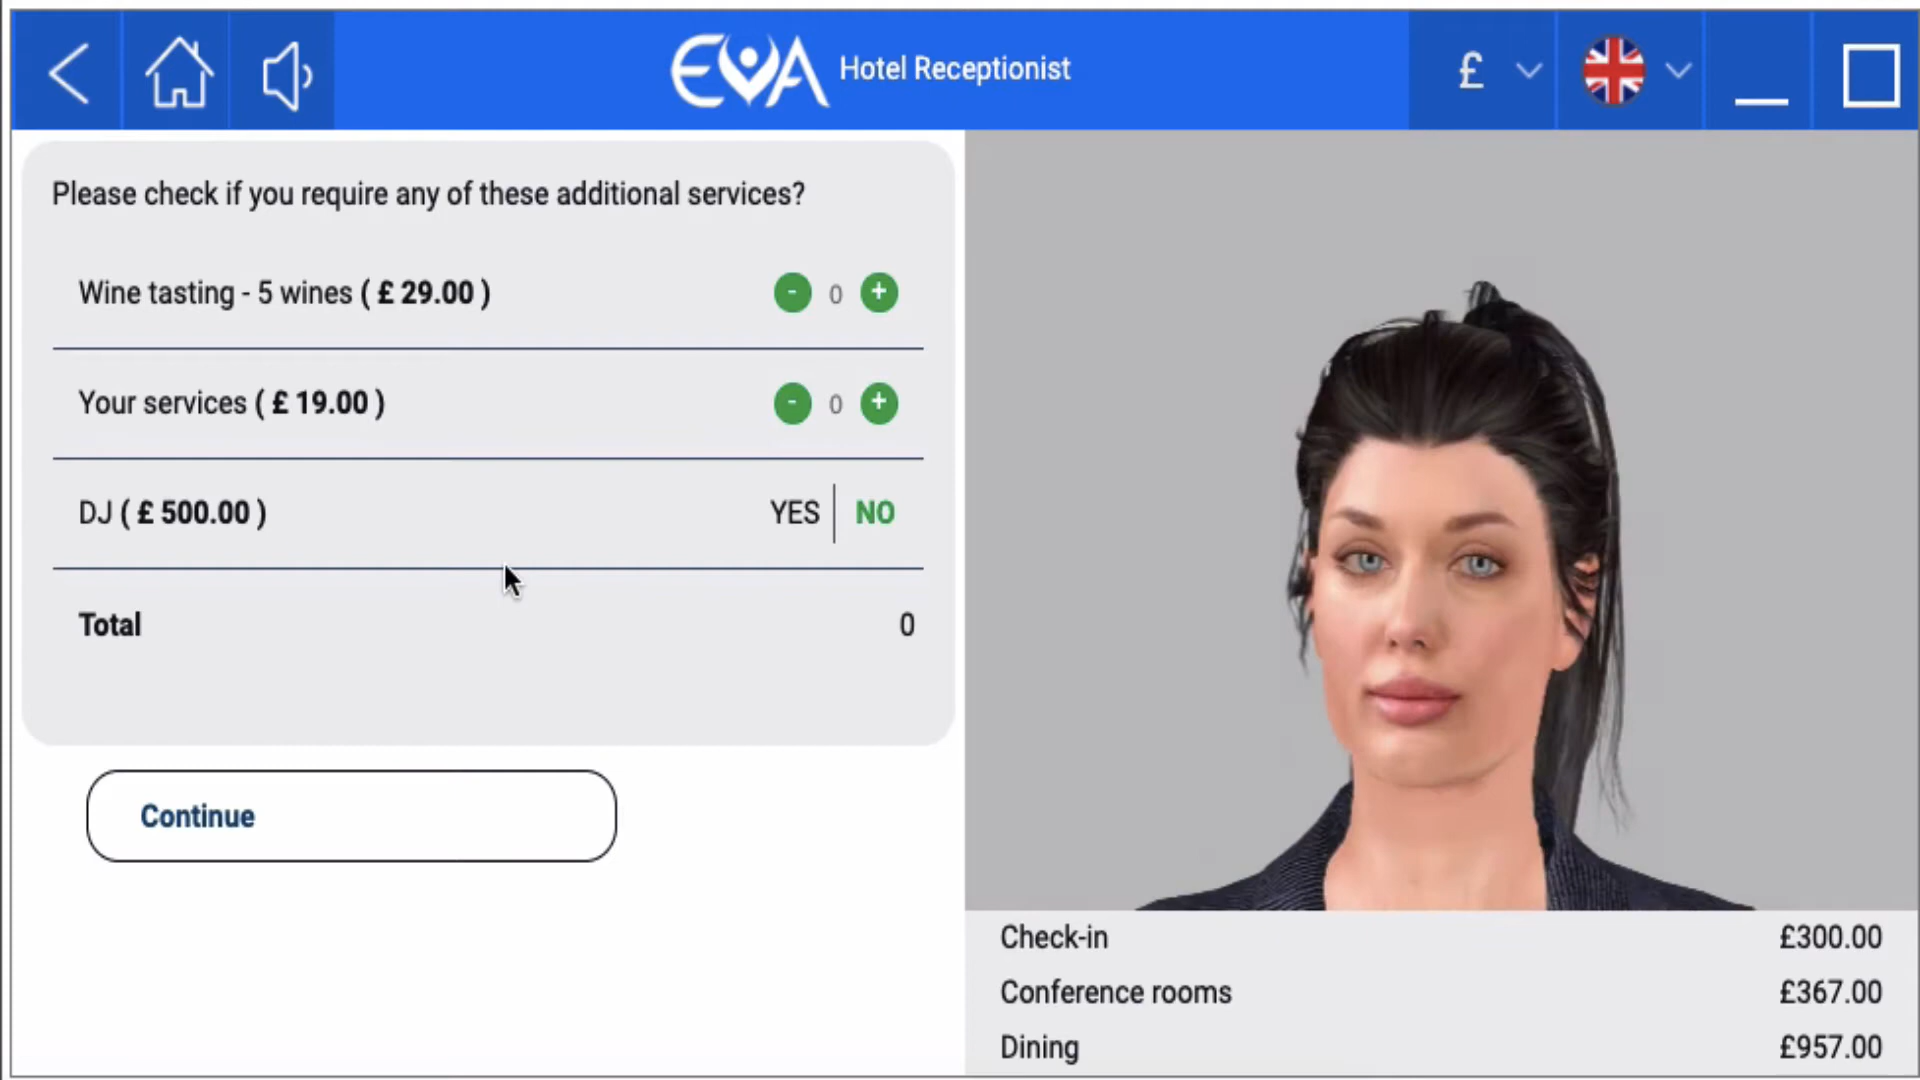 EVA Hotel Receptionist £
Please check if you require any of these additional services?
Wine tasting - 5 wines ( £ 29.00 ) - 0 +
Your services ( £ 19.00 ) - 0 +
DJ ( £ 500.00 ) YES NO
Total 0
Continue
Check-in £300.00
Conference rooms £367.00
Dining £957.00